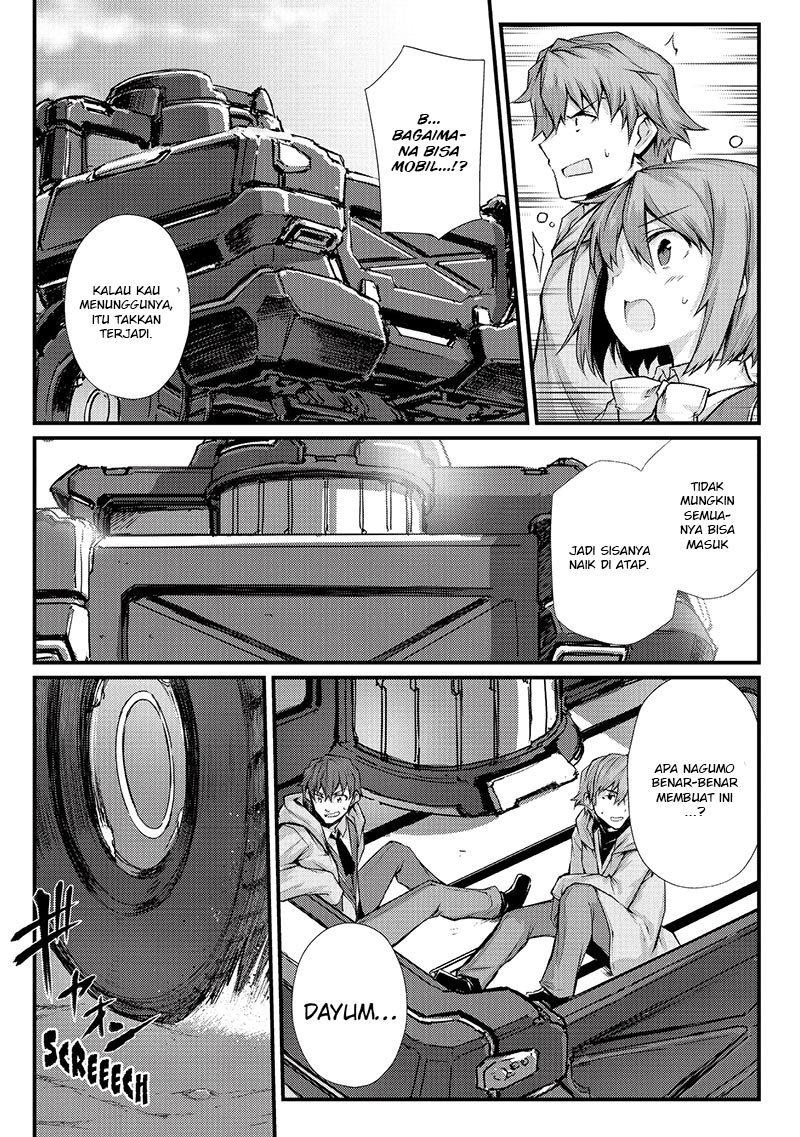 B...
BAGAIMA-
NA BISA
MOBIL...!?
KALAU KAU
MENUNGGUNYA,
ITU TAKKAN
TERJADI.
TIDAK
MUNGKIN
SEMUA-
NYA BISA
MASUK
JADI SISANYA
NAIK DI ATAP.
APA NAGUMO
BENAR-BENAR
MEMBUAT INI
...?
DAYUM...
SCREEECH